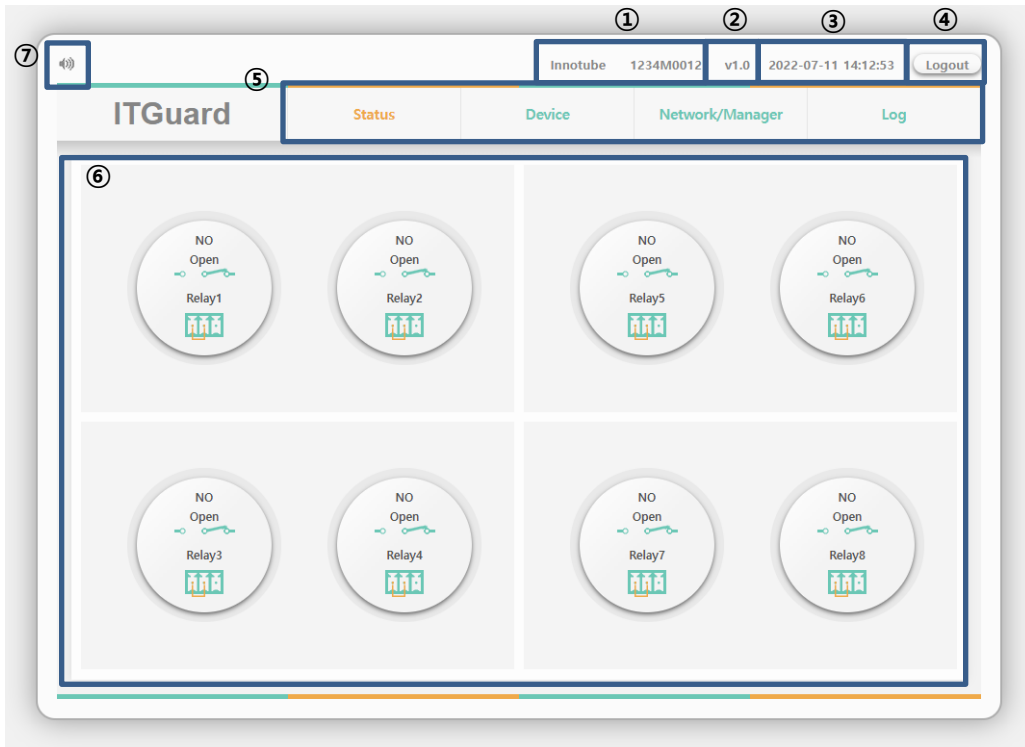 ① ② ③ ④
⑦ Innotube 1234M0012 v1.0 2022-07-11 14:12:53 Logout
⑤
ITGuard Status Device Network/Manager Log
⑥
NO NO NO NO
Open Open Open Open
Relay1 Relay2 Relay5 Relay6
NO NO NO NO
Open Open Open Open
Relay3 Relay4 Relay7 Relay8